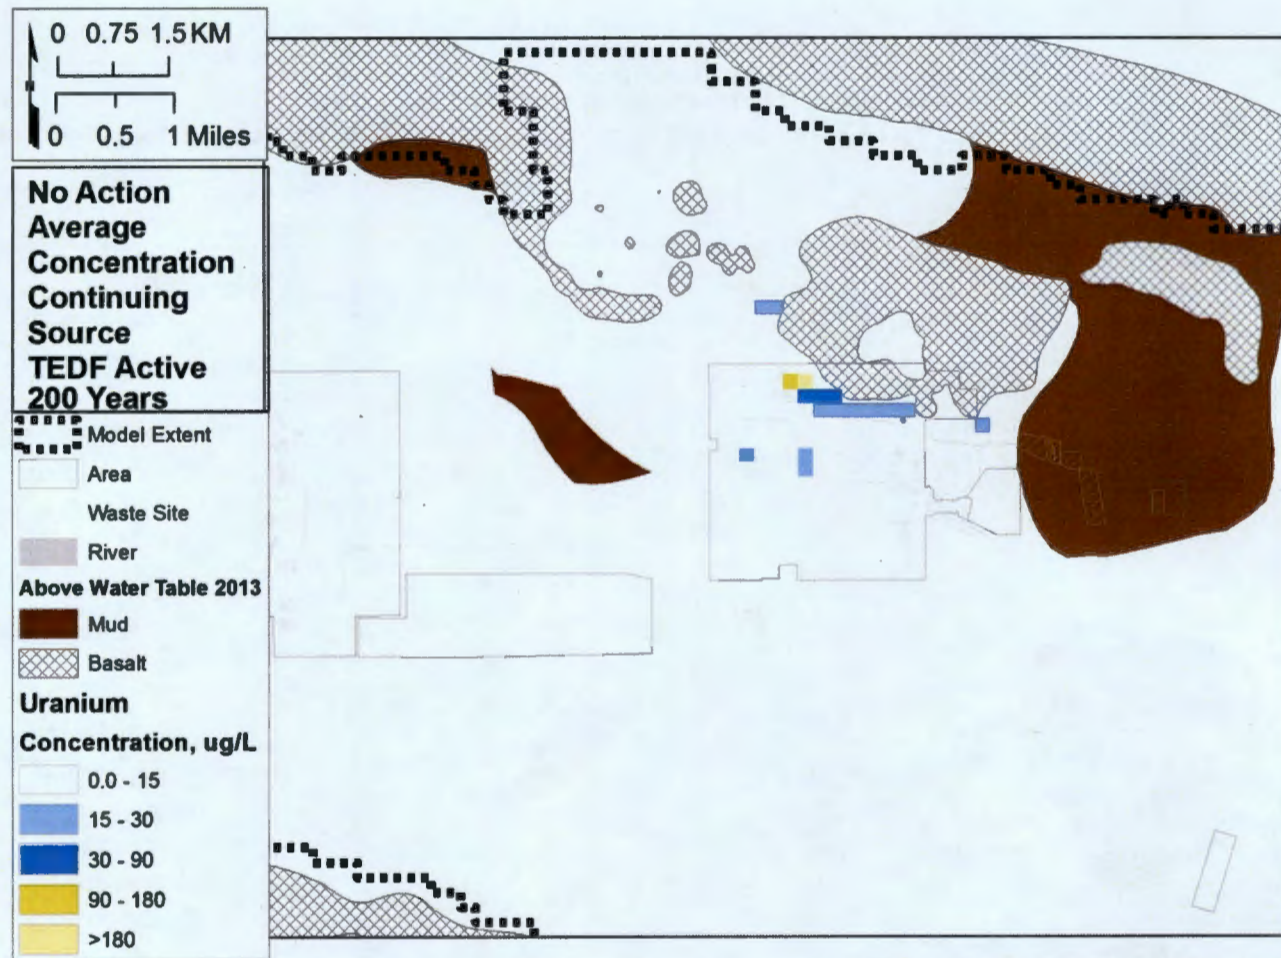 0 0.75 1.5 KM
0 0.5 1 Miles
No Action
Average
Concentration
Continuing
Source
TEDF Active
200 Years
Model Extent
Area
Waste Site
River
Above Water Table 2013
Mud
Basalt
Uranium
Concentration, ug/L
0.0 - 15
15 - 30
30 - 90
90 - 180
>180